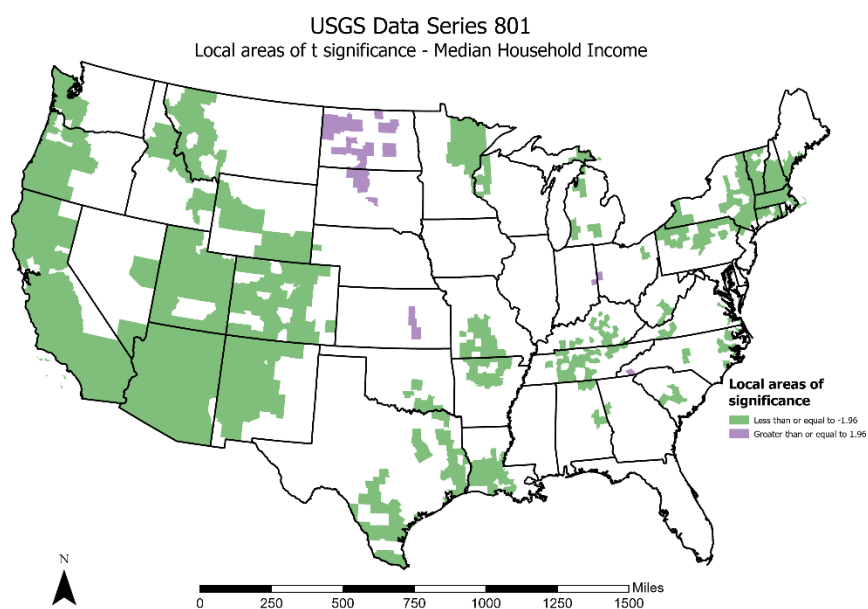 USGS Data Series 801
Local areas of t significance - Median Household Income
Local areas of
significance
Less than or equal to -1.96
Greater than or equal to 1.96
N
Miles
0 250 500 750 1000 1250 1500